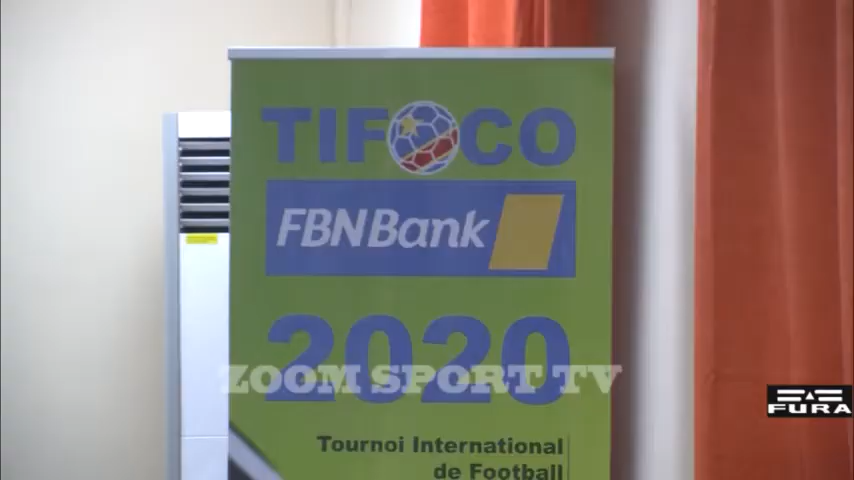 TIFOCO
FBNBank
2020
ZOOM SPORT TV
FURA
Tournoi International
de Football